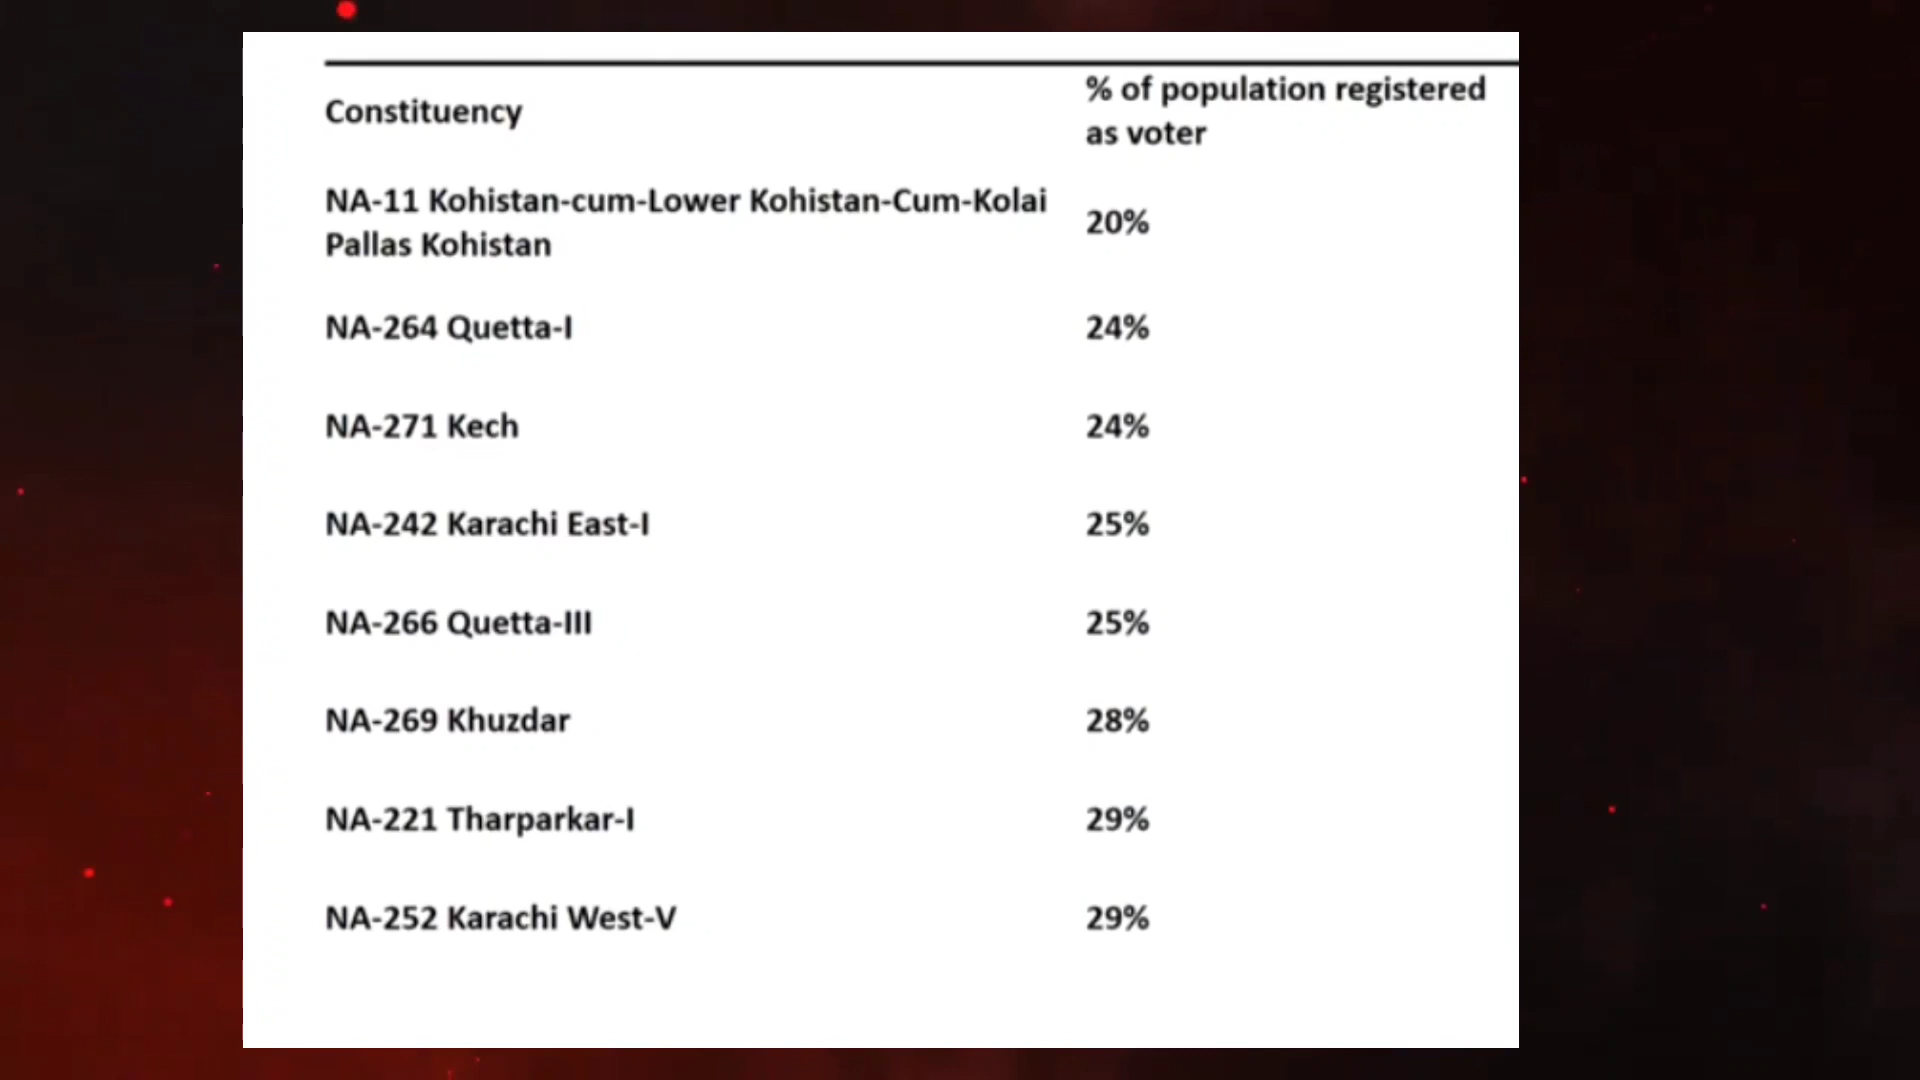 Constituency
% of population registered
as voter
NA-11 Kohistan-cum-Lower Kohistan-Cum-Kolai
Pallas Kohistan
20%
NA-264 Quetta-I
24%
NA-271 Kech
24%
NA-242 Karachi East-I
25%
NA-266 Quetta-III
25%
NA-269 Khuzdar
28%
NA-221 Tharparkar-I
29%
NA-252 Karachi West-V
29%